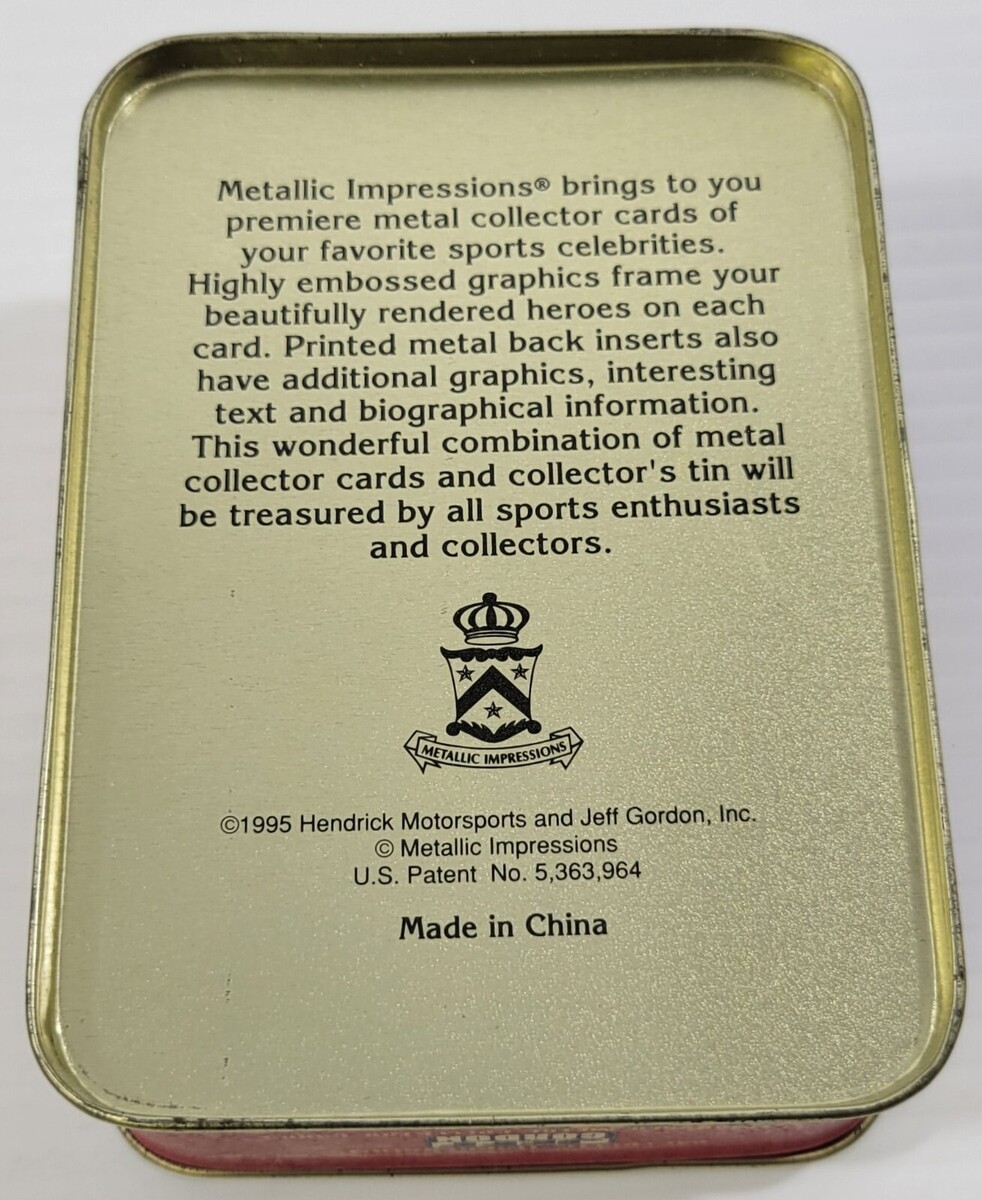 Metallic Impressions® brings to you
premiere metal collector cards of
your favorite sports celebrities.
Highly embossed graphics frame your
beautifully rendered heroes on each
card. Printed metal back inserts also
have additional graphics, interesting
text and biographical information.
This wonderful combination of metal
collector cards and collector's tin will
be treasured by all sports enthusiasts
and collectors.
METALLIC IMPRESSIONS
©1995 Hendrick Motorsports and Jeff Gordon, Inc.
© Metallic Impressions
U.S. Patent No. 5,363,964
Made in China
GORDON